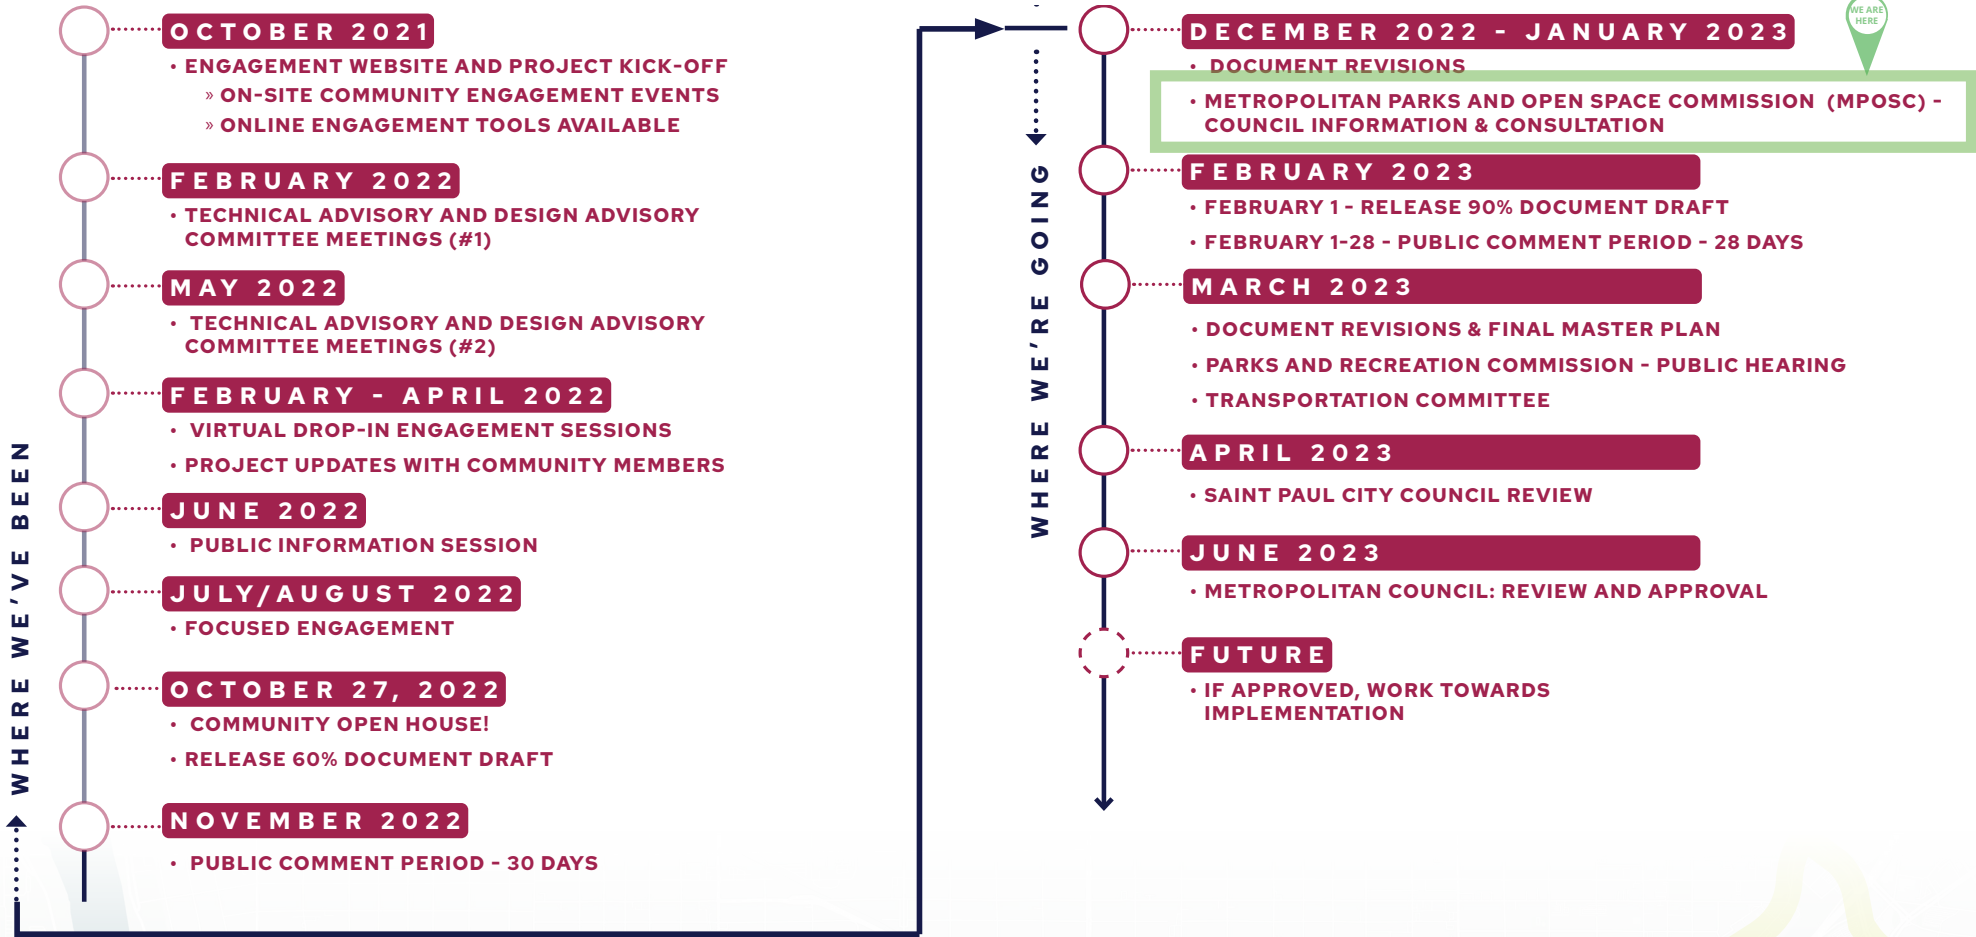 WHERE WE'VE BEEN
OCTOBER 2021
• ENGAGEMENT WEBSITE AND PROJECT KICK-OFF
» ON-SITE COMMUNITY ENGAGEMENT EVENTS
» ONLINE ENGAGEMENT TOOLS AVAILABLE
FEBRUARY 2022
• TECHNICAL ADVISORY AND DESIGN ADVISORY
COMMITTEE MEETINGS (#1)
MAY 2022
• TECHNICAL ADVISORY AND DESIGN ADVISORY
COMMITTEE MEETINGS (#2)
FEBRUARY - APRIL 2022
• VIRTUAL DROP-IN ENGAGEMENT SESSIONS
• PROJECT UPDATES WITH COMMUNITY MEMBERS
JUNE 2022
• PUBLIC INFORMATION SESSION
JULY/AUGUST 2022
• FOCUSED ENGAGEMENT
OCTOBER 27, 2022
• COMMUNITY OPEN HOUSE!
• RELEASE 60% DOCUMENT DRAFT
NOVEMBER 2022
• PUBLIC COMMENT PERIOD - 30 DAYS
WHERE WE'RE GOING
WE ARE
HERE
DECEMBER 2022 - JANUARY 2023
• DOCUMENT REVISIONS
• METROPOLITAN PARKS AND OPEN SPACE COMMISSION (MPOSC) -
COUNCIL INFORMATION & CONSULTATION
FEBRUARY 2023
• FEBRUARY 1 - RELEASE 90% DOCUMENT DRAFT
• FEBRUARY 1-28 - PUBLIC COMMENT PERIOD - 28 DAYS
MARCH 2023
• DOCUMENT REVISIONS & FINAL MASTER PLAN
• PARKS AND RECREATION COMMISSION - PUBLIC HEARING
• TRANSPORTATION COMMITTEE
APRIL 2023
• SAINT PAUL CITY COUNCIL REVIEW
JUNE 2023
• METROPOLITAN COUNCIL: REVIEW AND APPROVAL
FUTURE
• IF APPROVED, WORK TOWARDS
IMPLEMENTATION